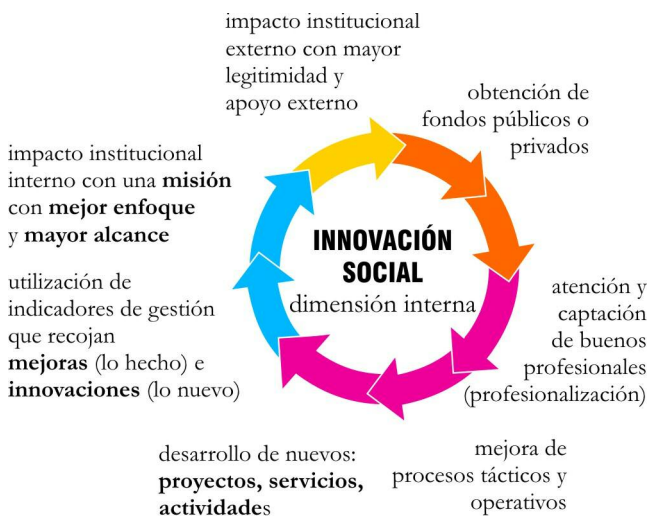 impacto institucional
externo con mayor
legitimidad y
apoyo externo
obtención de
fondos públicos o
privados
atención y
captación
de buenos
profesionales
(profesionalización)
mejora de
procesos tácticos y
operativos
desarrollo de nuevos:
proyectos, servicios,
actividades
utilización de
indicadores de gestión
que recojan
mejoras (lo hecho) e
innovaciones (lo nuevo)
impacto institucional
interno con una misión
con mejor enfoque
y mayor alcance
INNOVACIÓN
SOCIAL
dimensión interna